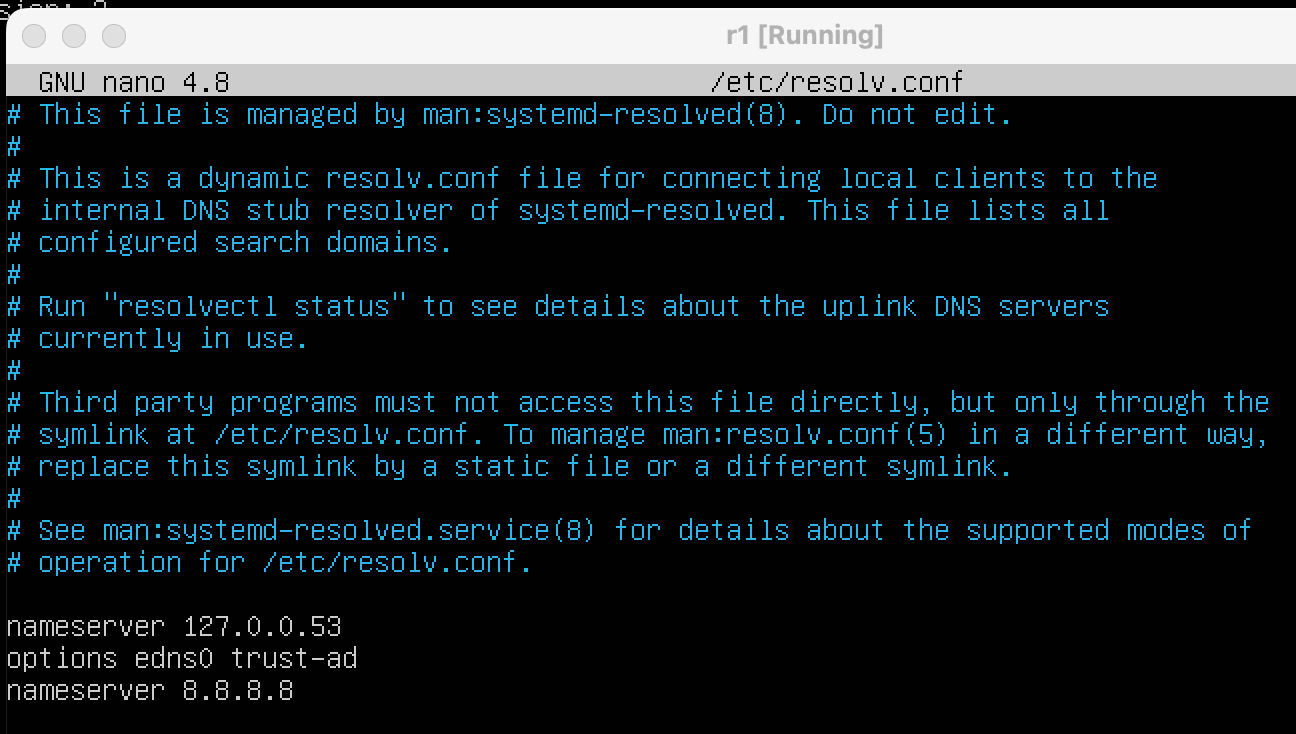 r1 [Running]
GNU nano 4.8 /etc/resolv.conf
# This file is managed by man:systemd-resolved(8). Do not edit.
#
# This is a dynamic resolv.conf file for connecting local clients to the
# internal DNS stub resolver of systemd-resolved. This file lists all
# configured search domains.
#
# Run "resolvectl status" to see details about the uplink DNS servers
# currently in use.
#
# Third party programs must not access this file directly, but only through the
# symlink at /etc/resolv.conf. To manage man:resolv.conf(5) in a different way,
# replace this symlink by a static file or a different symlink.
#
# See man:systemd-resolved.service(8) for details about the supported modes of
# operation for /etc/resolv.conf.
nameserver 127.0.0.53
options edns0 trust-ad
nameserver 8.8.8.8